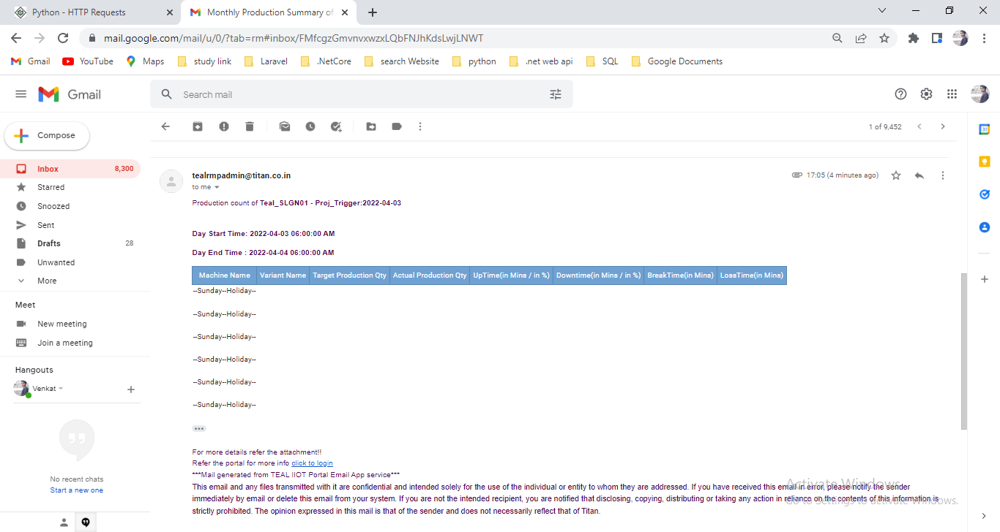 Python - HTTP Requests
Monthly Production Summary of
mail.google.com/mail/u/0/?tab=rm#inbox/FMfcgzGmvnvxwzxLQbFNJhKdsLwjLNWT
Gmail YouTube Maps study link Laravel .NetCore search Website python .net web api SQL Google Documents
Gmail
Search mail
Compose
1 of 9,452
31
Inbox 8,300
Starred
Snoozed
Sent
Drafts 28
Unwanted
More
Meet
New meeting
Join a meeting
Hangouts
Venkat
No recent chats
Start a new one
tealrmpadmin@titan.co.in
17:05 (4 minutes ago)
to me
Production count of Teal_SLGN01 - Proj_Trigger:2022-04-03
Day Start Time: 2022-04-03 06:00:00 AM
Day End Time : 2022-04-04 06:00:00 AM
Machine Name Variant Name Target Production Qty Actual Production Qty UpTime(in Mins / in %) Downtime(in Mins / in %) BreakTime(in Mins) LossTime(in Mins)
--Sunday--Holiday--
--Sunday--Holiday--
--Sunday--Holiday--
--Sunday--Holiday--
--Sunday--Holiday--
--Sunday--Holiday--
For more details refer the attachment!!
Refer the portal for more info click to login
***Mail generated from TEAL IIOT Portal Email App service***
This email and any files transmitted with it are confidential and intended solely for the use of the individual or entity to whom they are addressed. If you have received this email in error, please notify the sender
immediately by email or delete this email from your system. If you are not the intended recipient, you are notified that disclosing, copying, distributing or taking any action in reliance on the contents of this information is
strictly prohibited. The opinion expressed in this mail is that of the sender and does not necessarily reflect that of Titan.
Activate Windows
Go to Settings to activate Windows.